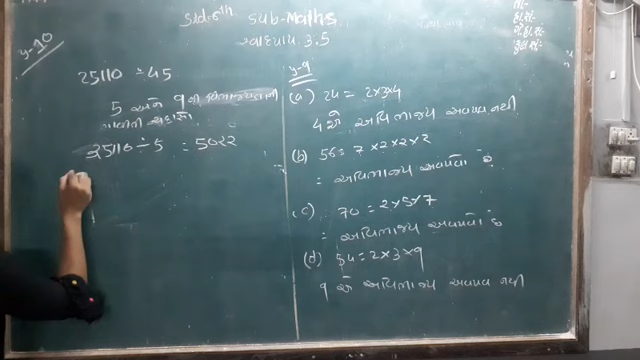 Std:-6th Sub-Maths
સ્વાધ્યાય 3.5
પ્ર-10
25110 ÷ 45
5 અને 9 ની વિભાજ્યતાની
ચાવીની
25110 ÷ 5 = 5022
પ્ર-9
(a) 24 = 2×3×4
4 એ અવિભાજ્ય અવયવ નથી
(b) 56 = 7×2×2×2
= અવિભાજ્ય અવયવો છે
(c) 70 = 2×5×7
= અવિભાજ્ય અવયવો છે
(d) 54 = 2×3×9
9 એ અવિભાજ્ય અવયવ નથી